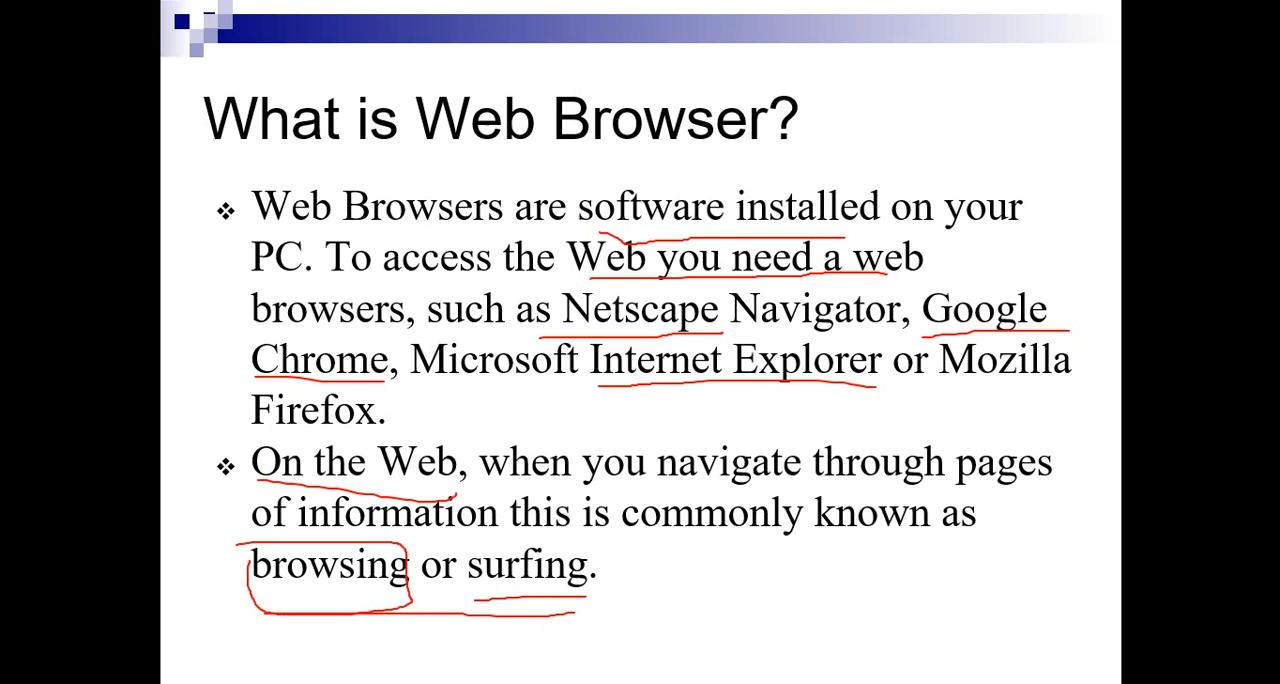 What is Web Browser?
❖ Web Browsers are software installed on your
PC. To access the Web you need a web
browsers, such as Netscape Navigator, Google
Chrome, Microsoft Internet Explorer or Mozilla
Firefox.
❖ On the Web, when you navigate through pages
of information this is commonly known as
browsing or surfing.